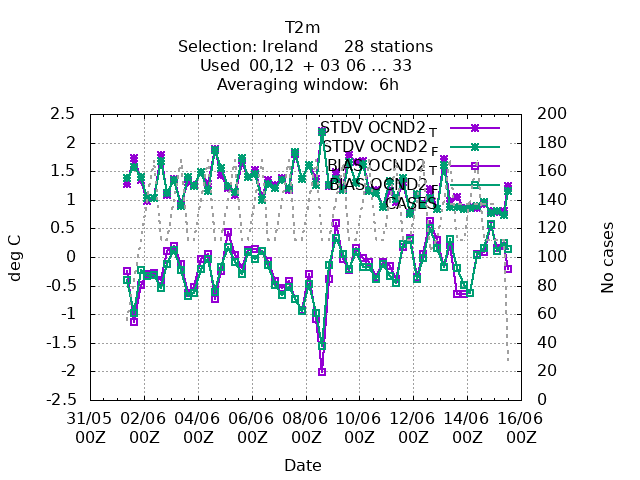 T2m
Selection: Ireland 28 stations
Used 00,12 + 03 06 ... 33
Averaging window: 6h
STDV OCND2 T
STDV OCND2 F
BIAS OCND2 T
BIAS OCND2 F
CASES
deg C
2.5
2
1.5
1
0.5
0
-0.5
-1
-1.5
-2
-2.5
No cases
200
180
160
140
120
100
80
60
40
20
0
31/05 02/06 04/06 06/06 08/06 10/06 12/06 14/06 16/06
00Z 00Z 00Z 00Z 00Z 00Z 00Z 00Z 00Z
Date